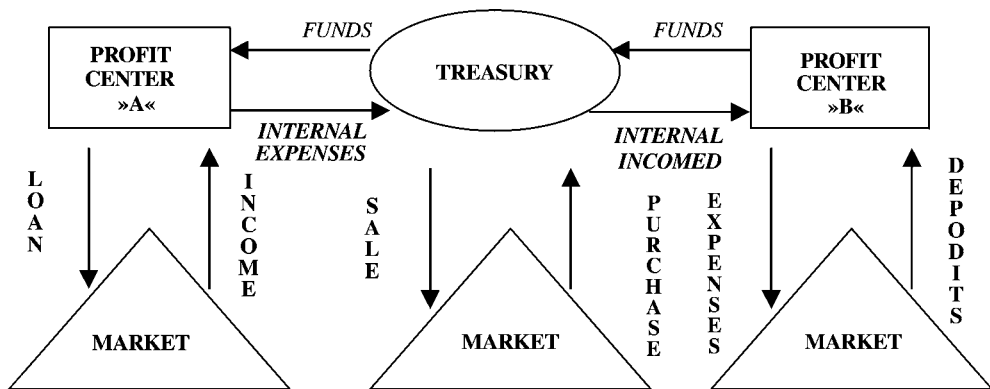 FUNDS
FUNDS
PROFIT
CENTER
»A«
TREASURY
PROFIT
CENTER
»B«
INTERNAL
EXPENSES
INTERNAL
INCOMED
LOAN
INCOME
SALE
PURCHASE
EXPENSES
DEPODITS
MARKET
MARKET
MARKET